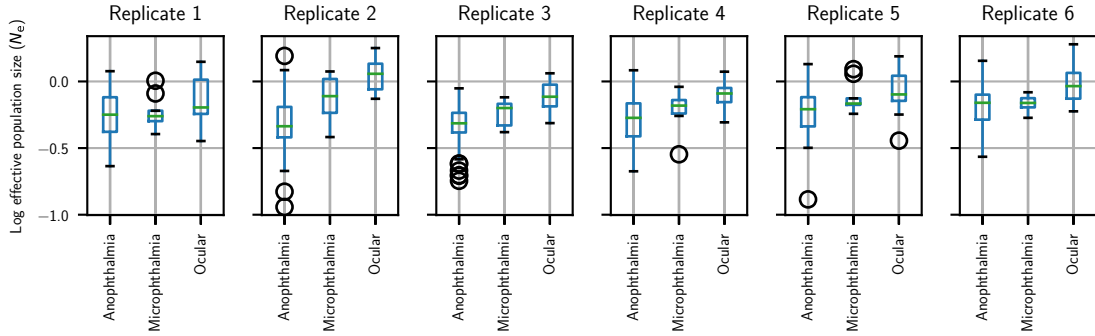 Replicate 1
Replicate 2
Replicate 3
Replicate 4
Replicate 5
Replicate 6
Log effective population size (Ne)
0.0
−0.5
−1.0
Anophthalmia
Microphthalmia
Ocular
Anophthalmia
Microphthalmia
Ocular
Anophthalmia
Microphthalmia
Ocular
Anophthalmia
Microphthalmia
Ocular
Anophthalmia
Microphthalmia
Ocular
Anophthalmia
Microphthalmia
Ocular